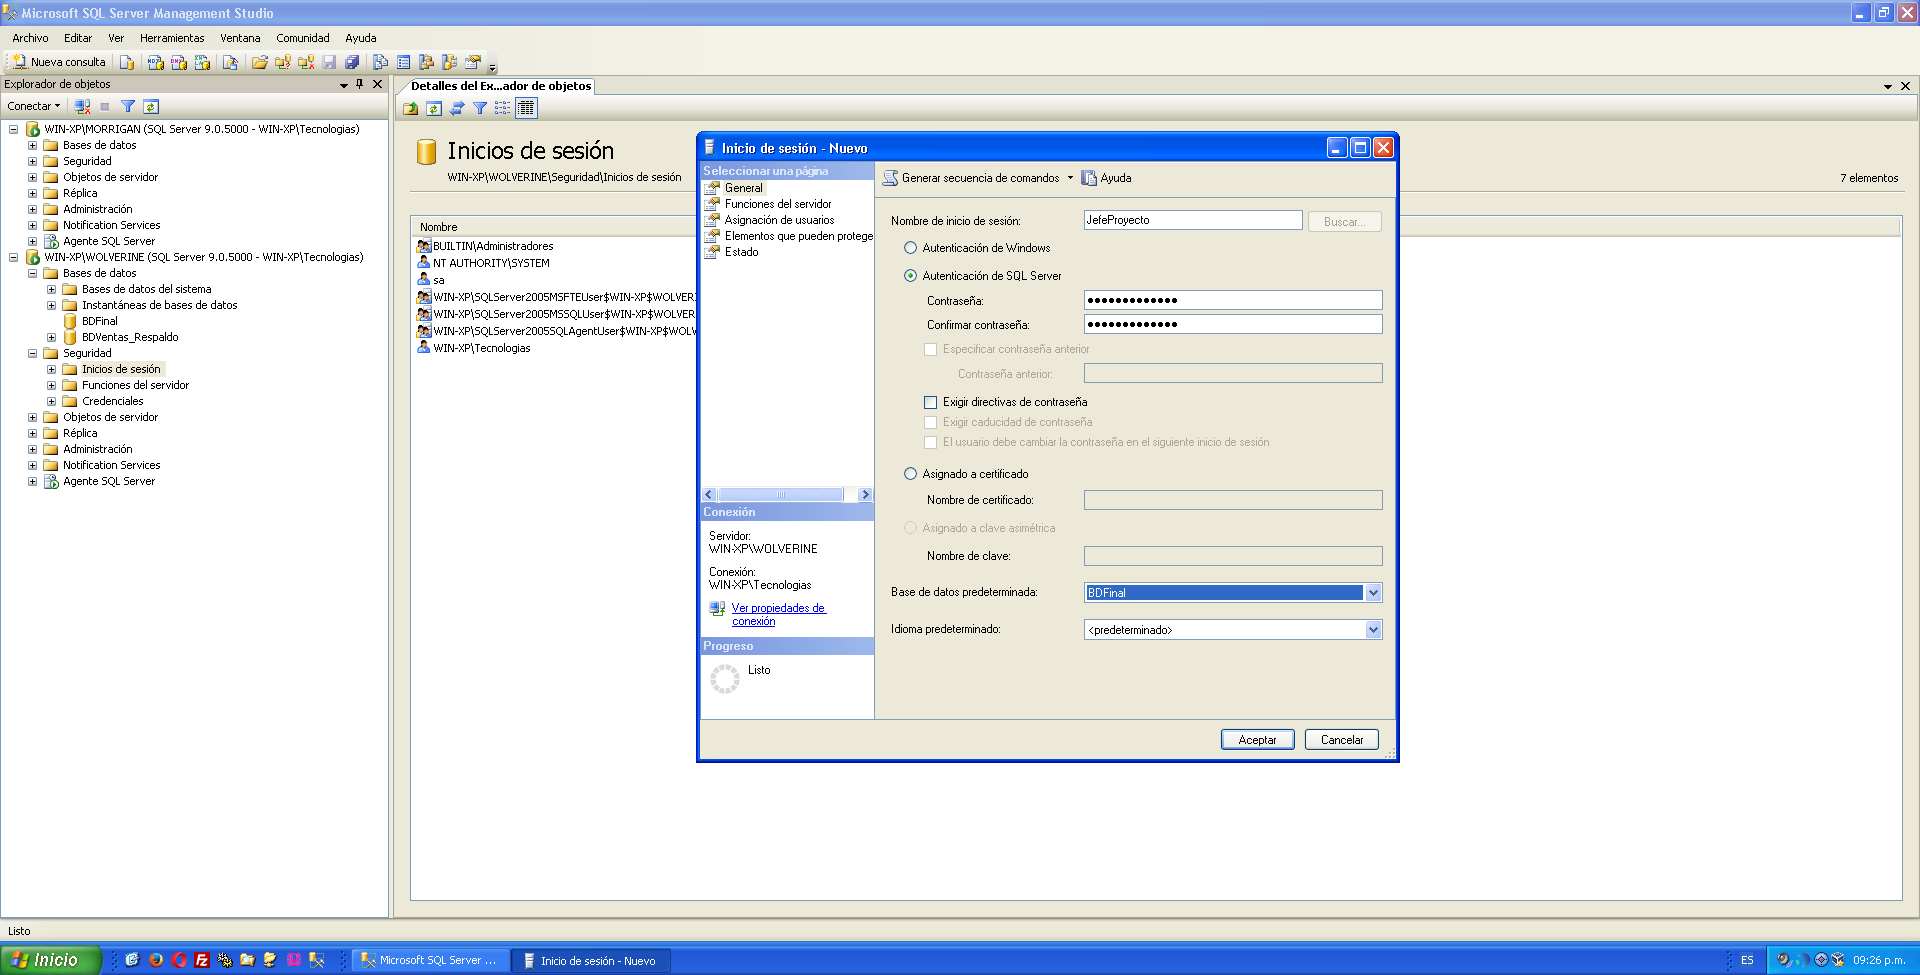 Microsoft SQL Server Management Studio
Archivo Editar Ver Herramientas Ventana Comunidad Ayuda
Nueva consulta
Explorador de objetos
Conectar
WIN-XP\MORRIGAN (SQL Server 9.0.5000 - WIN-XP\Tecnologias)
Bases de datos
Seguridad
Objetos de servidor
Réplica
Administración
Notification Services
Agente SQL Server
WIN-XP\WOLVERINE (SQL Server 9.0.5000 - WIN-XP\Tecnologias)
Bases de datos
Bases de datos del sistema
Instantáneas de bases de datos
BDFinal
BDVentas_Respaldo
Seguridad
Inicios de sesión
Funciones del servidor
Credenciales
Objetos de servidor
Réplica
Administración
Notification Services
Agente SQL Server
Detalles del Ex...ador de objetos
Inicios de sesión
WIN-XP\WOLVERINE\Seguridad\Inicios de sesión
7 elementos
Nombre
BUILTIN\Administradores
NT AUTHORITY\SYSTEM
sa
WIN-XP\SQLServer2005MSFTEUser$WIN-XP$WOLVERI
WIN-XP\SQLServer2005MSSQLUser$WIN-XP$WOLVER
WIN-XP\SQLServer2005SQLAgentUser$WIN-XP$WOLV
WIN-XP\Tecnologias
Inicio de sesión - Nuevo
Seleccionar una página
General
Funciones del servidor
Asignación de usuarios
Elementos que pueden protege
Estado
Conexión
Servidor:
WIN-XP\WOLVERINE
Conexión:
WIN-XP\Tecnologias
Ver propiedades de
conexión
Progreso
Listo
Generar secuencia de comandos Ayuda
Nombre de inicio de sesión: JefeProyecto Buscar...
Autenticación de Windows
Autenticación de SQL Server
Contraseña: ●●●●●●●●●●●●●
Confirmar contraseña: ●●●●●●●●●●●●●
Especificar contraseña anterior
Contraseña anterior:
Exigir directivas de contraseña
Exigir caducidad de contraseña
El usuario debe cambiar la contraseña en el siguiente inicio de sesión
Asignado a certificado
Nombre de certificado:
Asignado a clave asimétrica
Nombre de clave:
Base de datos predeterminada: BDFinal
Idioma predeterminado: <predeterminado>
Aceptar Cancelar
Listo
Inicio Microsoft SQL Server ... Inicio de sesión - Nuevo ES 09:26 p.m.